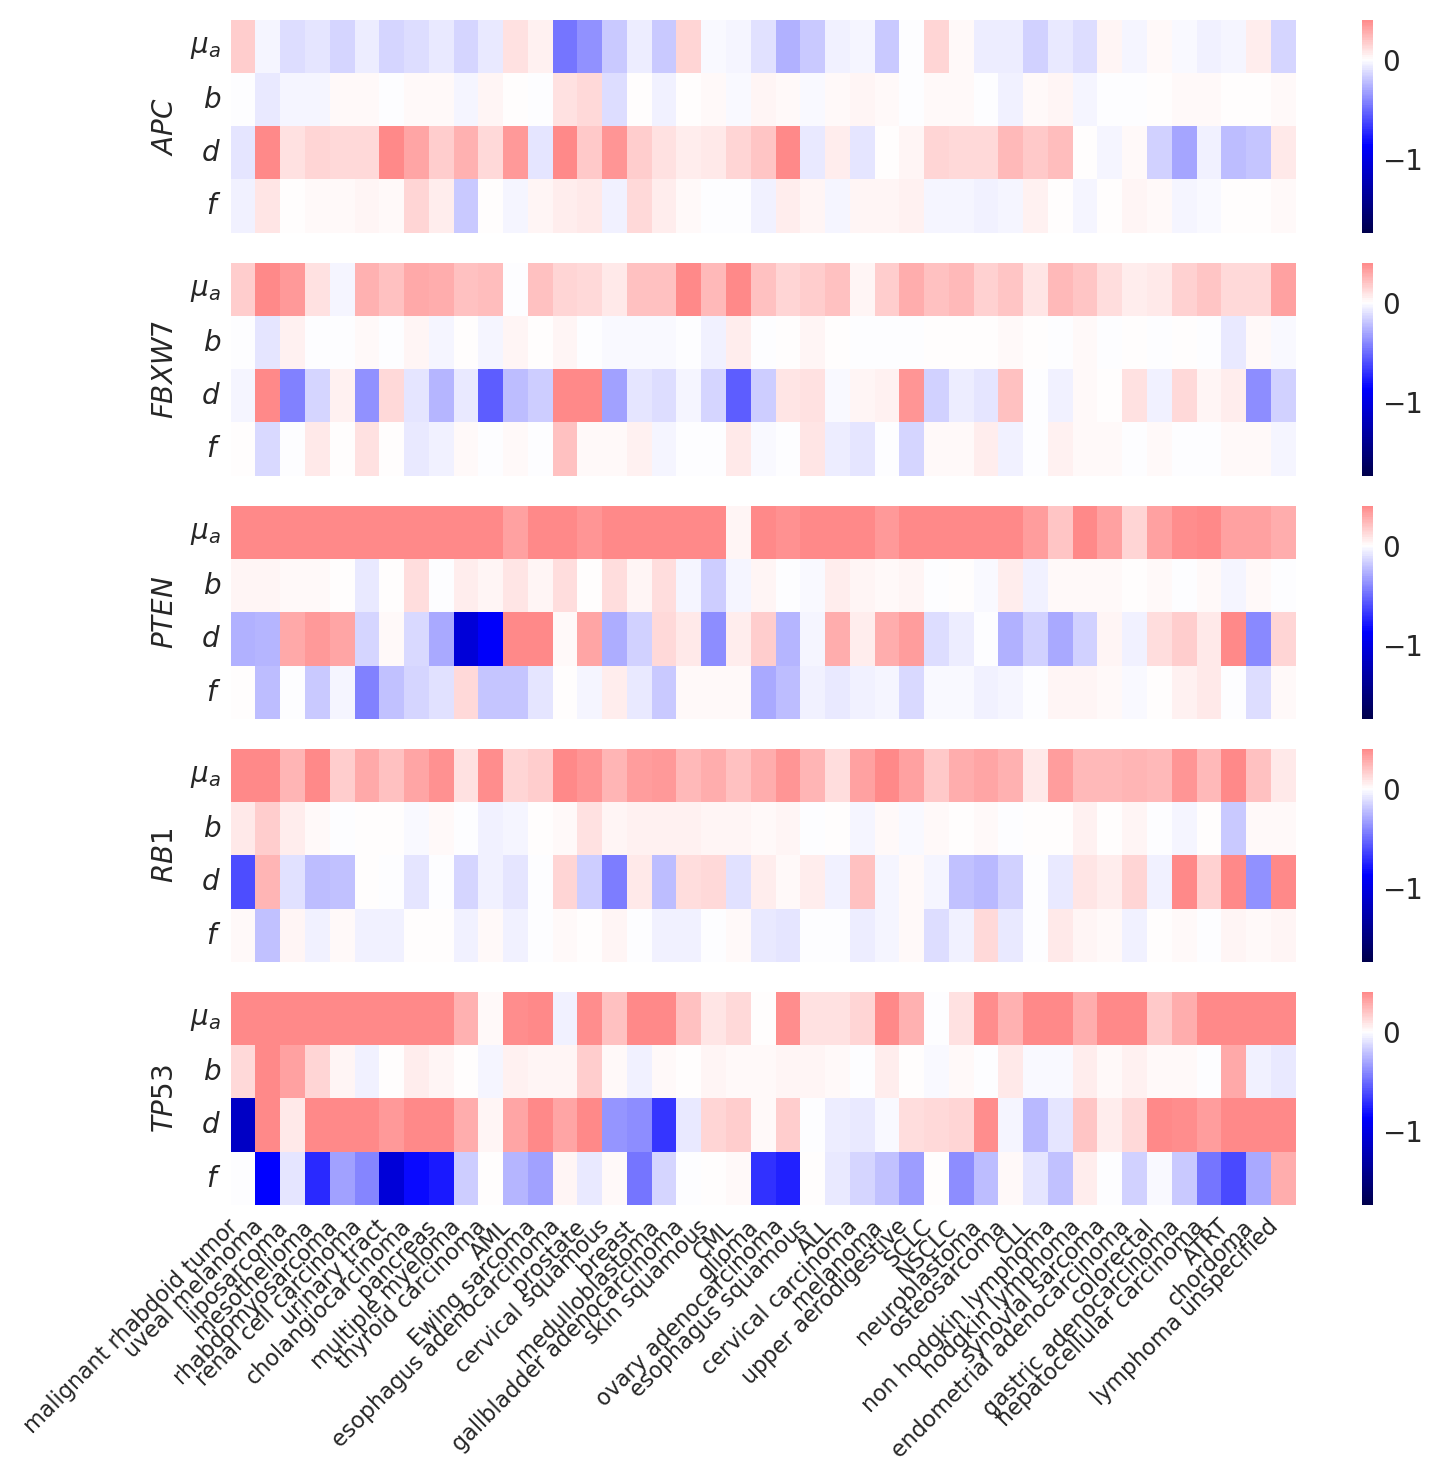 APC
μa
b
d
f
0
−1
FBXW7
μa
b
d
f
0
−1
PTEN
μa
b
d
f
0
−1
RB1
μa
b
d
f
0
−1
TP53
μa
b
d
f
0
−1
malignant rhabdoid tumor
uveal melanoma
liposarcoma
mesothelioma
rhabdomyosarcoma
renal cell carcinoma
urinary tract
cholangiocarcinoma
pancreas
multiple myeloma
thyroid carcinoma
AML
Ewing sarcoma
esophagus adenocarcinoma
prostate
cervical squamous
breast
medulloblastoma
gallbladder adenocarcinoma
skin squamous
CML
glioma
ovary adenocarcinoma
esophagus squamous
ALL
cervical carcinoma
melanoma
upper aerodigestive
SCLC
NSCLC
neuroblastoma
osteosarcoma
CLL
non hodgkin lymphoma
hodgkin lymphoma
synovial sarcoma
endometrial adenocarcinoma
colorectal
gastric adenocarcinoma
hepatocellular carcinoma
ATRT
chordoma
lymphoma unspecified